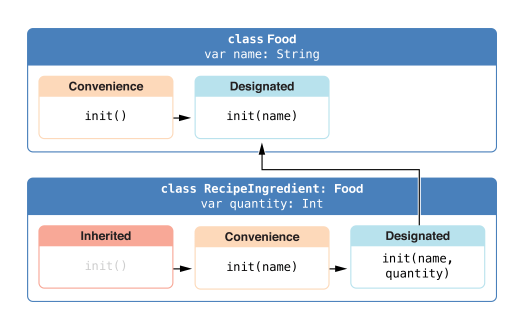 class Food
var name: String
Convenience
init()
Designated
init(name)
class RecipeIngredient: Food
var quantity: Int
Inherited
init()
Convenience
init(name)
Designated
init(name,
quantity)